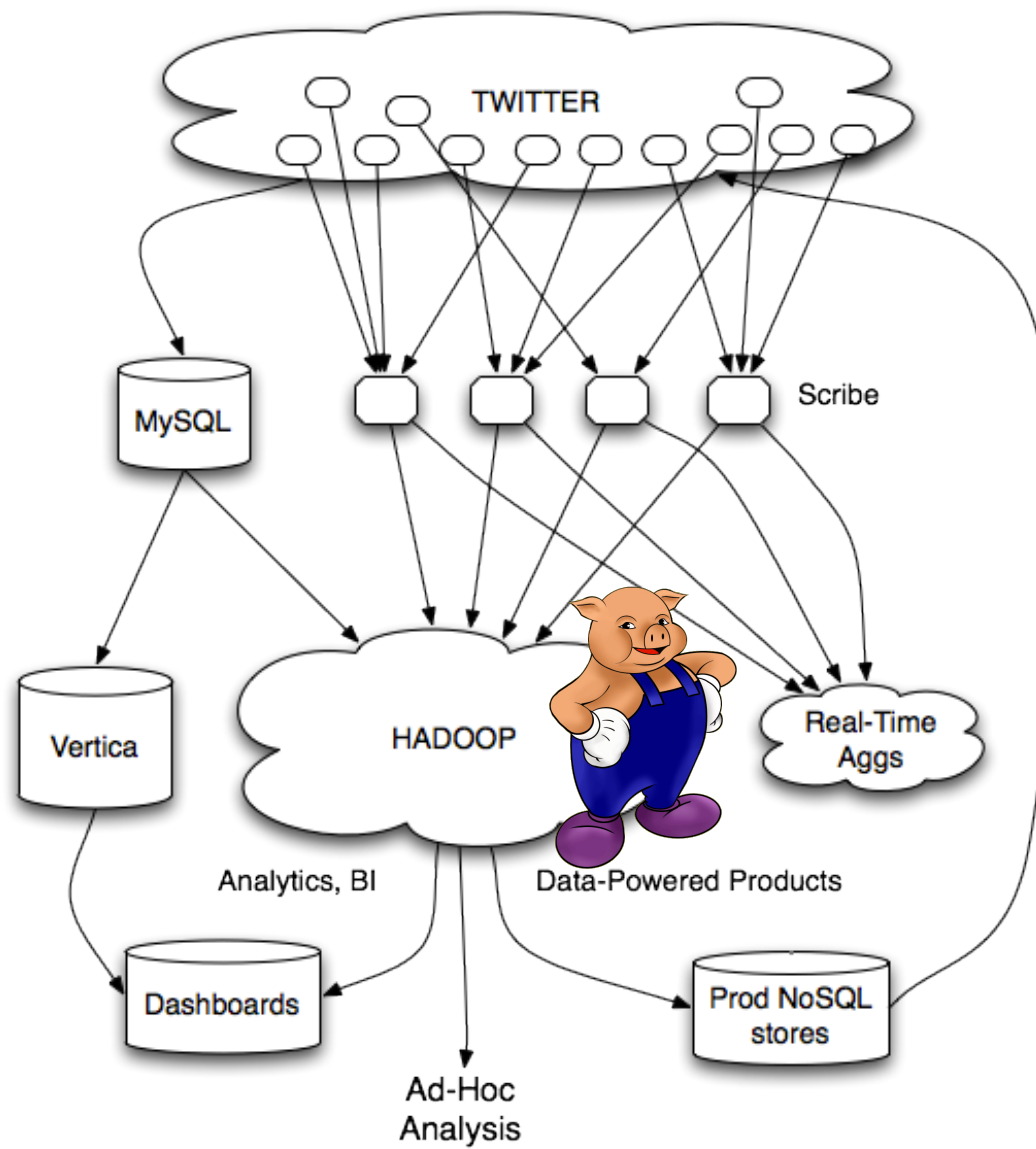 TWITTER
Scribe
MySQL
Vertica
HADOOP
Real-Time
Aggs
Analytics, BI
Data-Powered Products
Dashboards
Prod NoSQL
stores
Ad-Hoc
Analysis